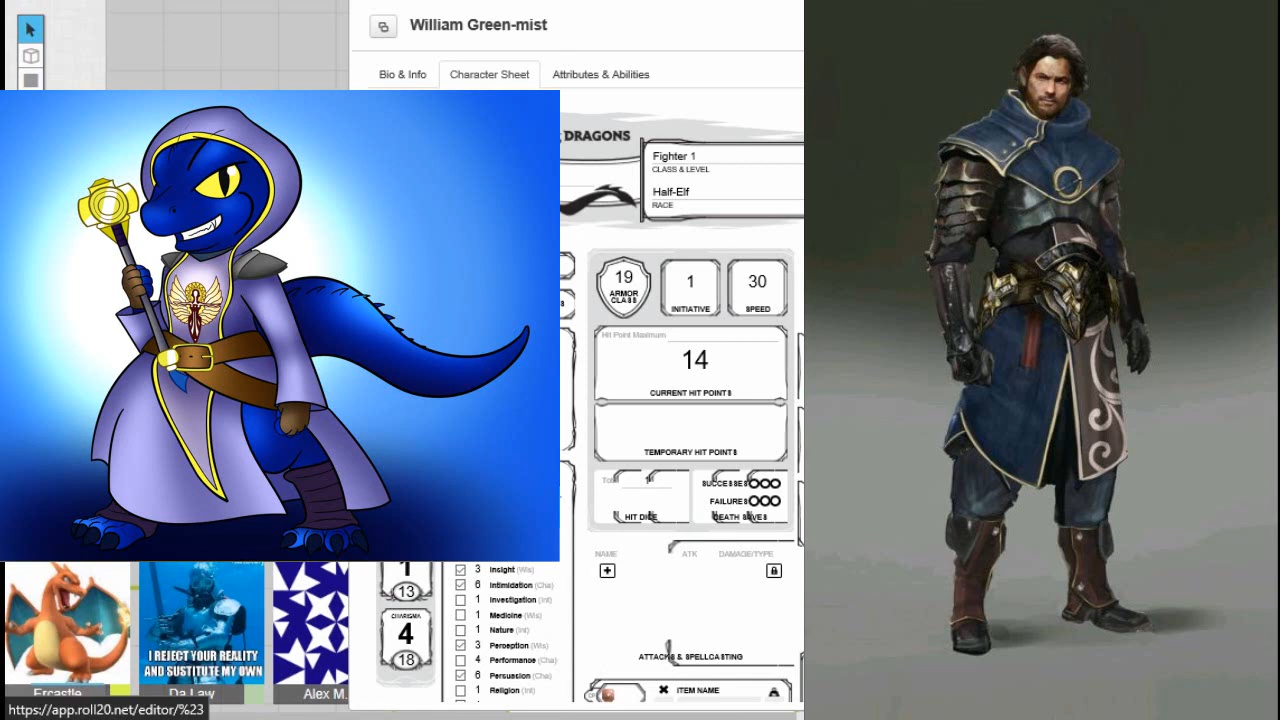 William Green-mist
Bio & Info
Character Sheet
Attributes & Abilities
DRAGONS
Fighter 1
CLASS & LEVEL
Half-Elf
RACE
19
ARMOR
CLASS
1
INITIATIVE
30
SPEED
Hit Point Maximum
14
CURRENT HIT POINTS
TEMPORARY HIT POINTS
HIT DICE
SUCCESSES
FAILURES
DEATH SAVES
NAME
ATK
DAMAGE/TYPE
ATTACKS & SPELLCASTING
ITEM NAME
13
CHARISMA
4
18
3 Insight (Wis)
6 Intimidation (Cha)
1 Investigation (Int)
1 Medicine (Wis)
1 Nature (Int)
3 Perception (Wis)
4 Performance (Cha)
6 Persuasion (Cha)
1 Religion (Int)
I REJECT YOUR REALITY
AND SUSTITUTE MY OWN
Ercastle
Da Law
Alex M.
https://app.roll20.net/editor/%23